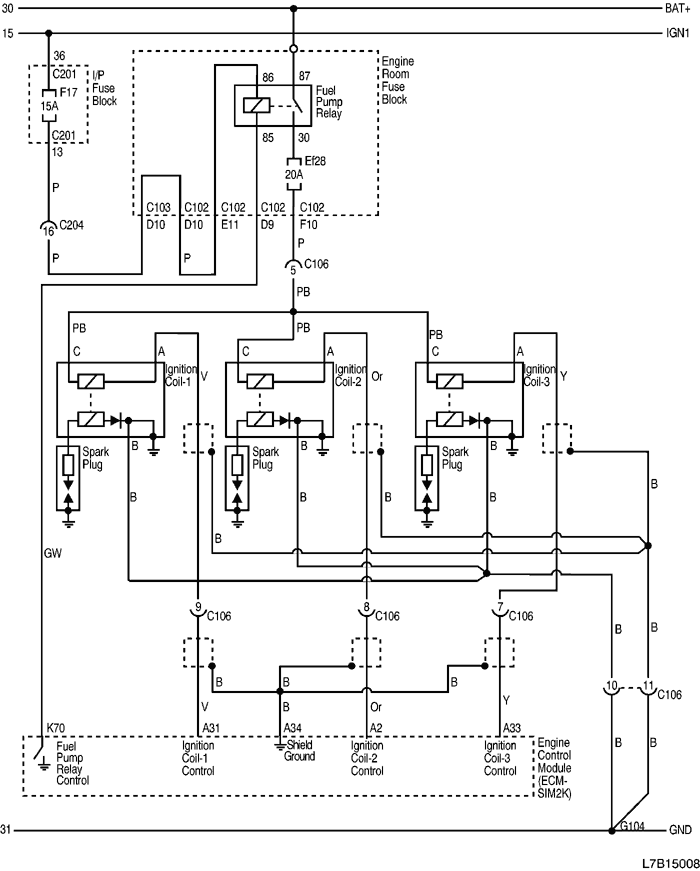 30 BAT+
15 IGN1
36
C201
F17
15A
C201
13
I/P
Fuse
Block
Engine
Room
Fuse
Block
86 87
Fuel
Pump
Relay
85 30
Ef28
20A
P
C103 C102 C102 C102 C102
D10 D10 E11 D9 F10
16 C204
P P P
5 C106
PB
PB PB PB
C A C A C A
Ignition
Coil-1
V
Ignition
Coil-2
Or
Ignition
Coil-3
Y
B B B
Spark
Plug
Spark
Plug
Spark
Plug
B B B B
B
GW
9 C106 8 C106 7 C106
B B
B B B
10 11 C106
V B Or Y
K70 A31 A34 A2 A33
B B
Fuel
Pump
Relay
Control
Ignition
Coil-1
Control
Shield
Ground
Ignition
Coil-2
Control
Ignition
Coil-3
Control
Engine
Control
Module
(ECM-
SIM2K)
31 G104 GND
L7B15008